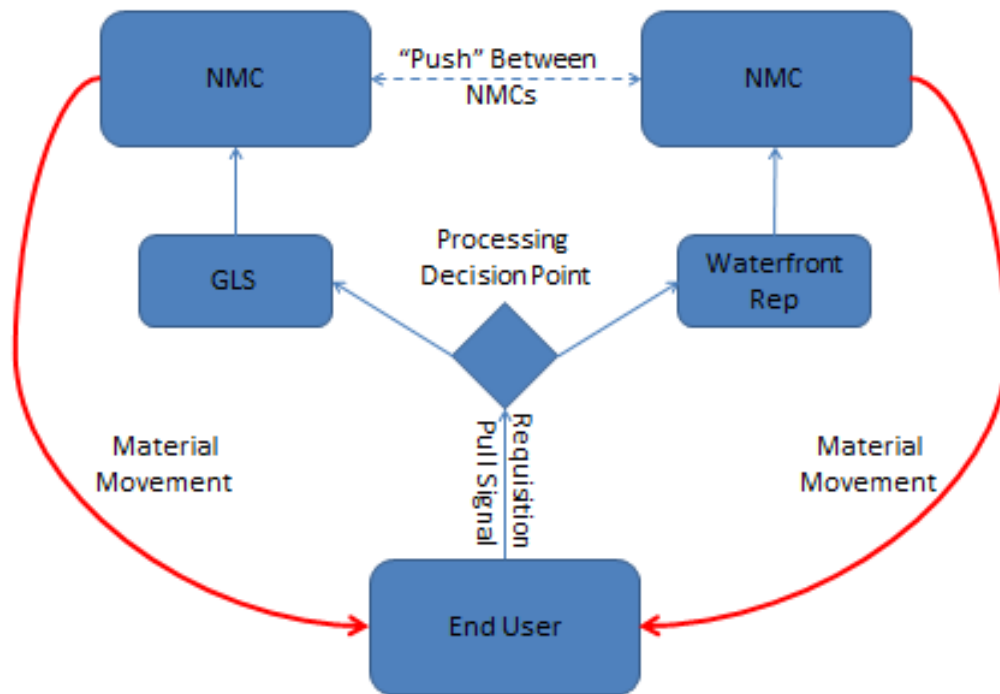 NMC
“Push” Between
NMCs
NMC
GLS
Processing
Decision Point
Waterfront
Rep
Material
Movement
Requisition
Pull Signal
Material
Movement
End User